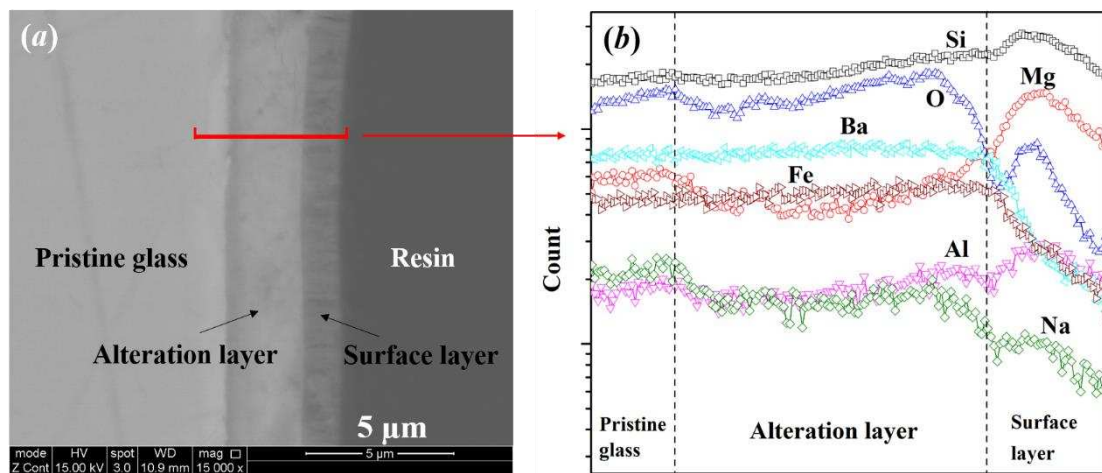 (a)
Pristine glass
Resin
Alteration layer
Surface layer
5 μm
mode HV spot WD mag □
Z Cont 15.00 kV 3.0 10.9 mm 15 000 x
5 μm
(b)
Si
Mg
O
Ba
Fe
Al
Na
Count
Pristine glass
Alteration layer
Surface layer